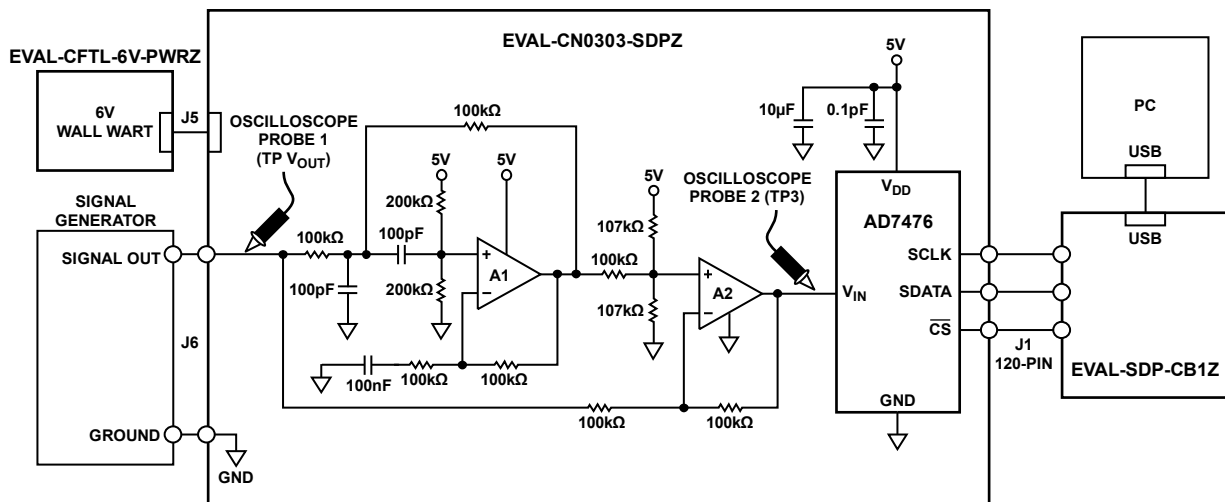 EVAL-CN0303-SDPZ
EVAL-CFTL-6V-PWRZ
6V
WALL WART
J5
OSCILLOSCOPE
PROBE 1
(TP VOUT)
100kΩ
5V
5V
200kΩ
100kΩ
100pF
100pF
200kΩ
+
–
A1
100nF
100kΩ
100kΩ
SIGNAL
GENERATOR
SIGNAL OUT
J6
GROUND
GND
5V
107kΩ
100kΩ
107kΩ
OSCILLOSCOPE
PROBE 2 (TP3)
+
–
A2
100kΩ
100kΩ
5V
10µF
0.1pF
VDD
AD7476
VIN
SCLK
SDATA
CS
GND
J1
120-PIN
PC
USB
USB
EVAL-SDP-CB1Z